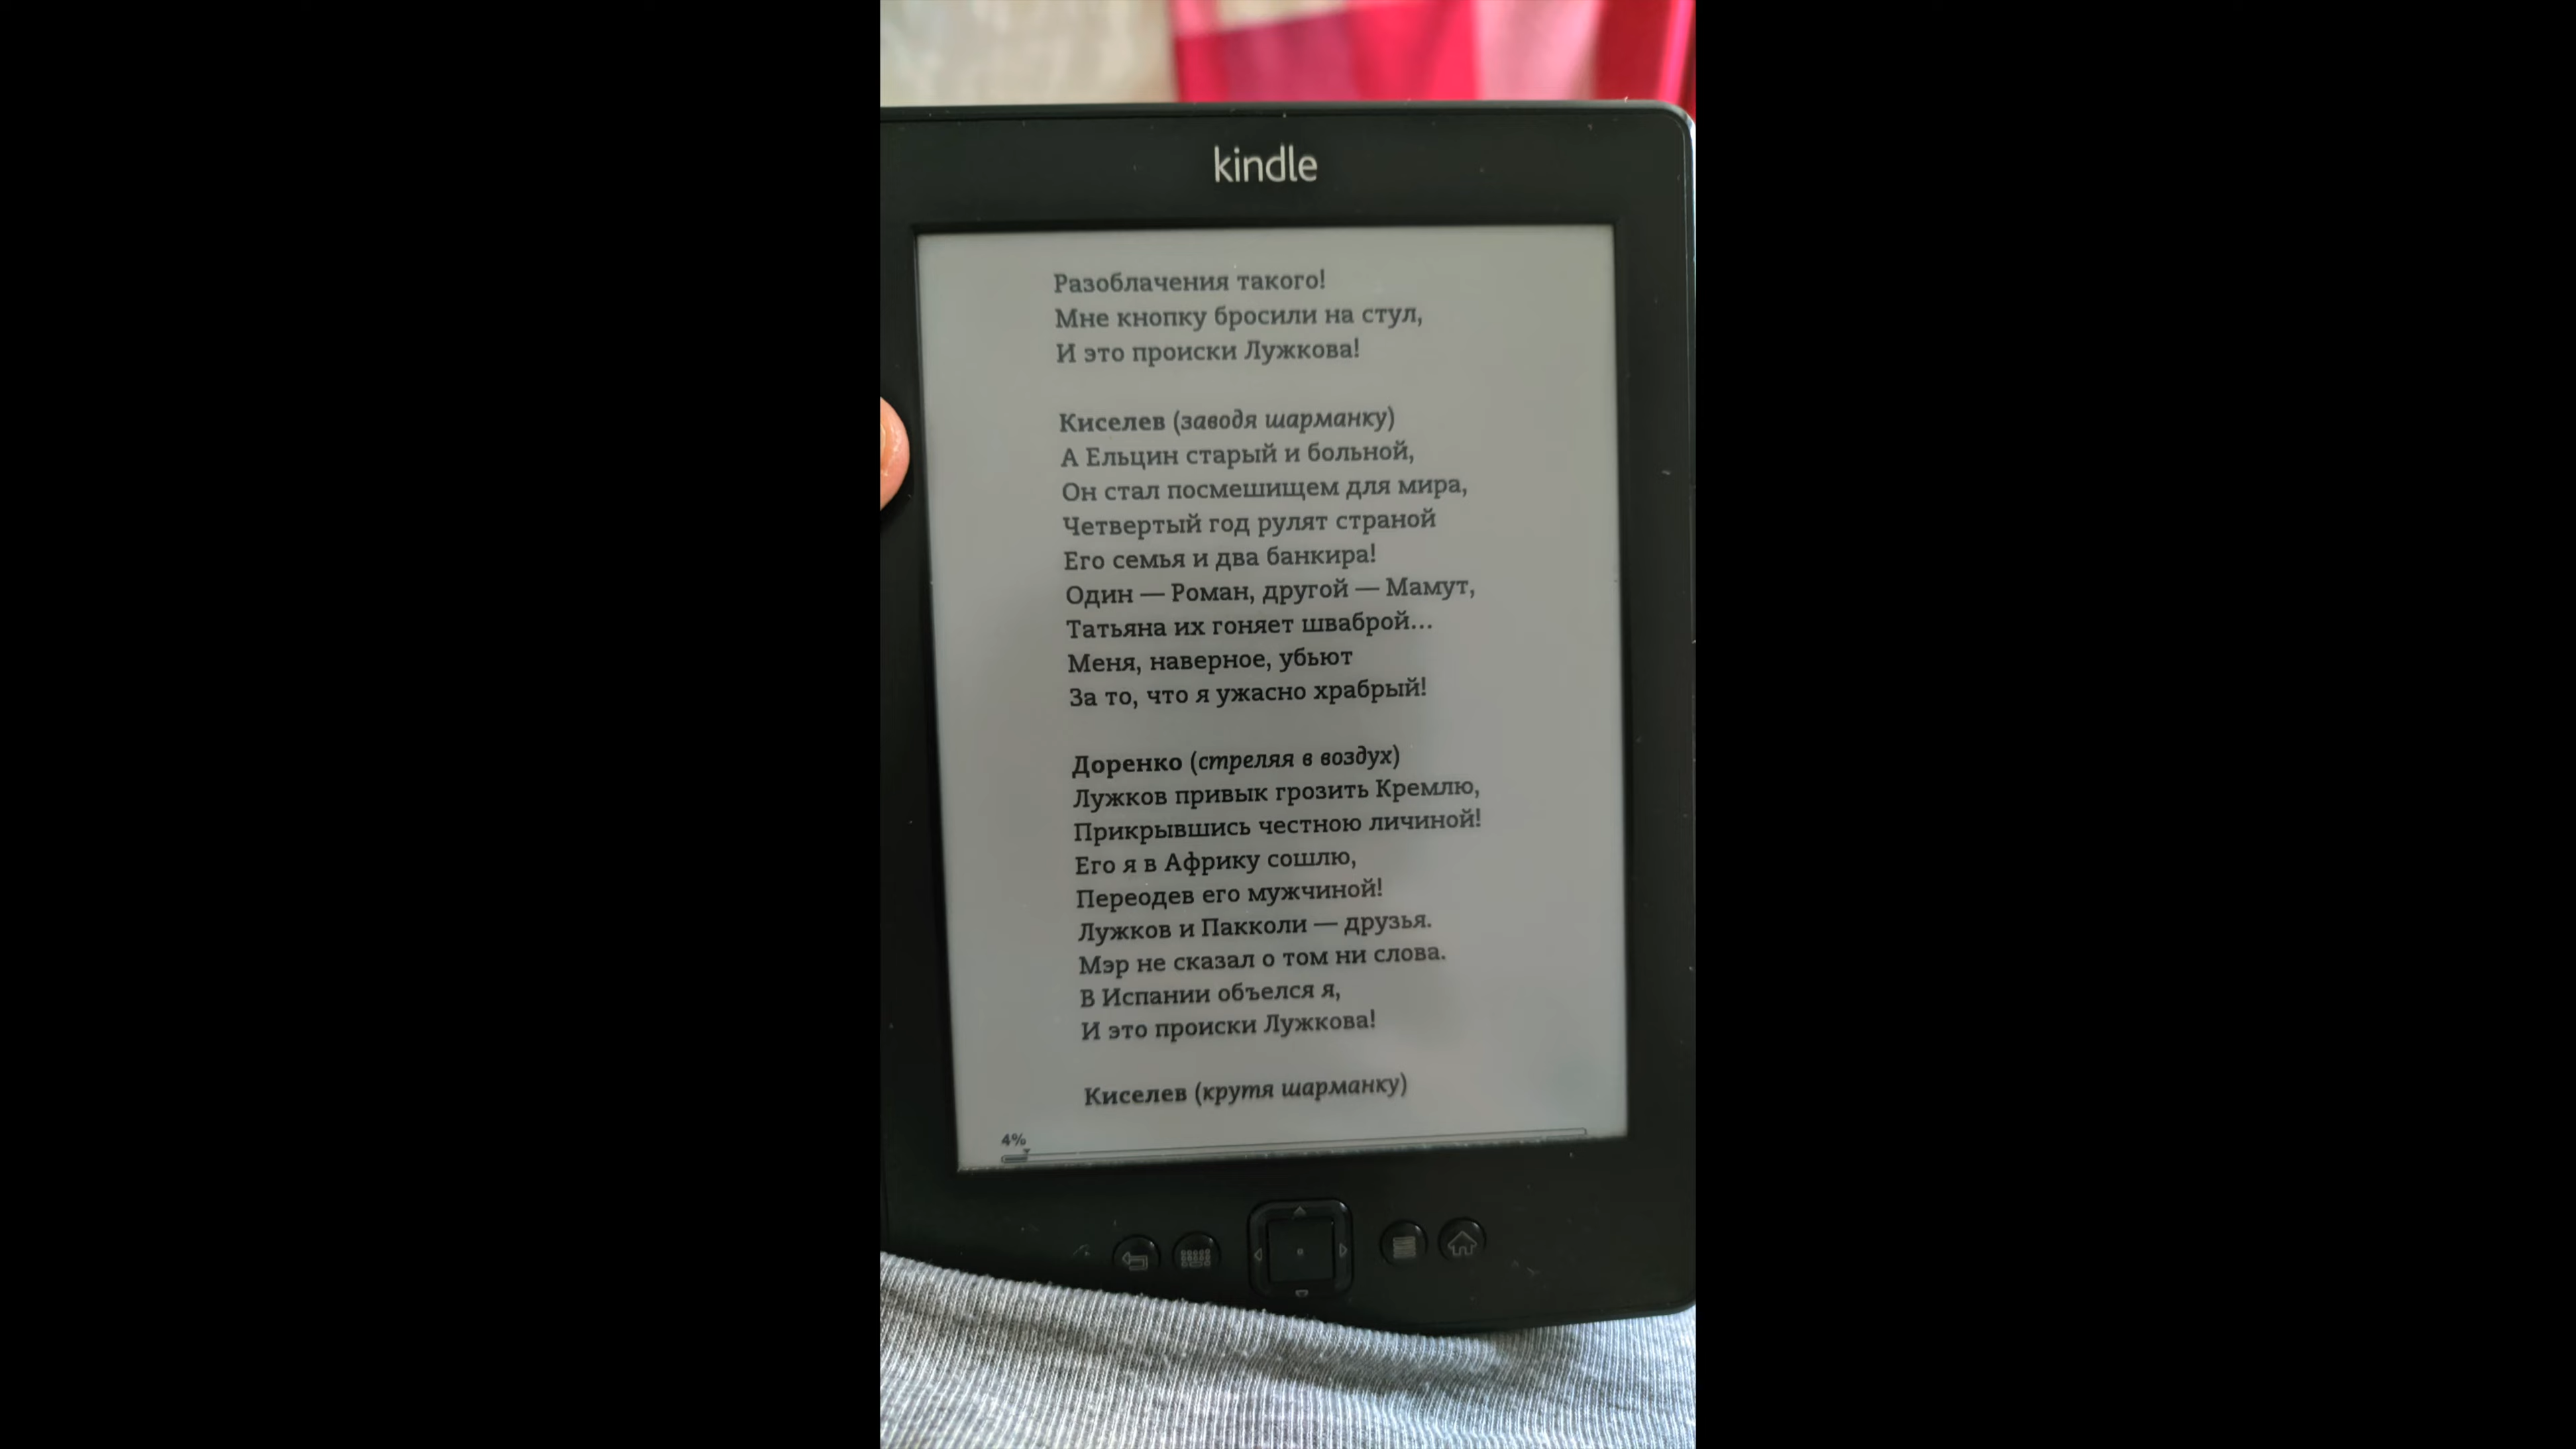 kindle
Разоблачения такого!
Мне кнопку бросили на стул,
И это происки Лужкова!
Киселев (заводя шарманку)
А Ельцин старый и больной,
Он стал посмешищем для мира,
Четвертый год рулят страной
Его семья и два банкира!
Один — Роман, другой — Мамут,
Татьяна их гоняет шваброй...
Меня, наверное, убьют
За то, что я ужасно храбрый!
Доренко (стреляя в воздух)
Лужков привык грозить Кремлю,
Прикрывшись честною личиной!
Его я в Африку сошлю,
Переодев его мужчиной!
Лужков и Пакколи — друзья.
Мэр не сказал о том ни слова.
В Испании объелся я,
И это происки Лужкова!
Киселев (крутя шарманку)
4%